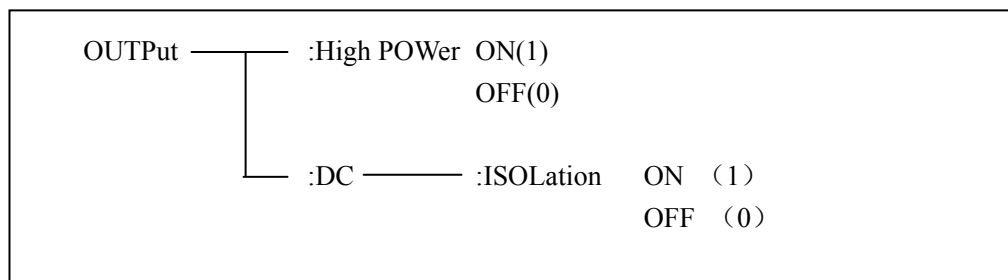 OUTPut :High POWer ON(1)
OFF(0)
:DC :ISOLation ON （1）
OFF （0）